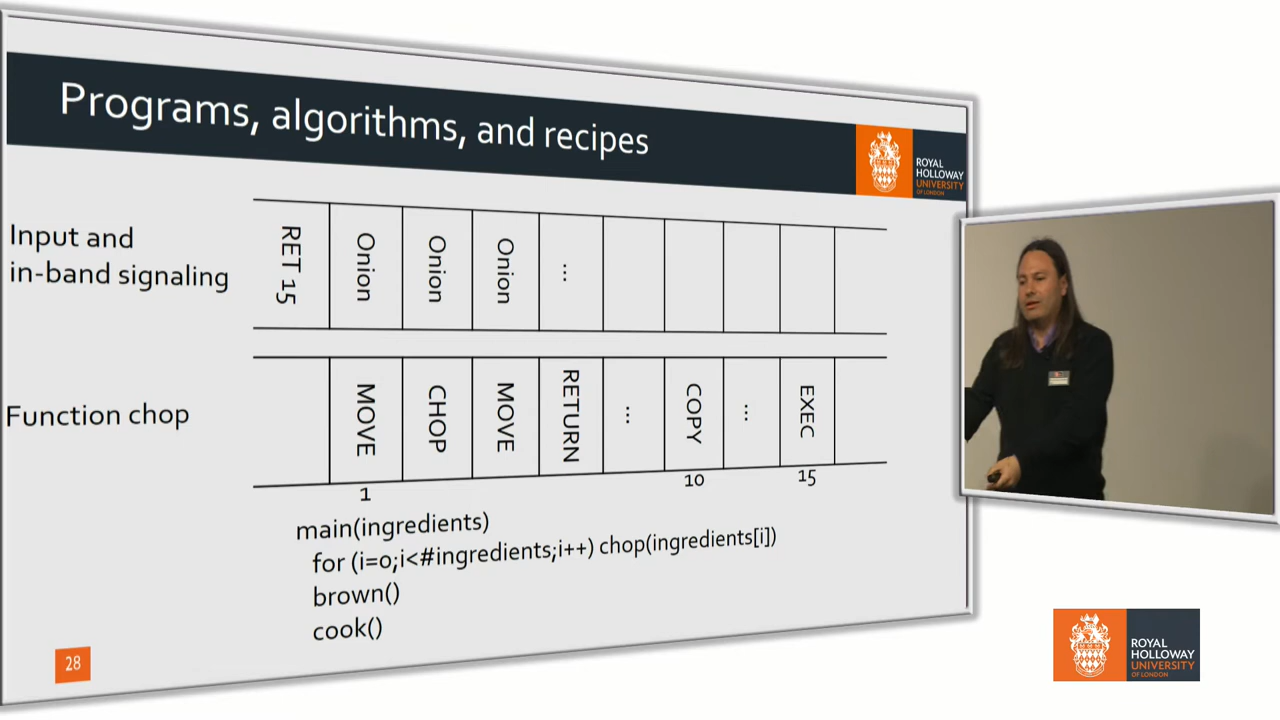 Programs, algorithms, and recipes
ROYAL
HOLLOWAY
UNIVERSITY
OF LONDON
Input and
in-band signaling
RET 15
Onion
Onion
Onion
...
Function chop
MOVE
CHOP
MOVE
RETURN
...
COPY
...
EXEC
1
10
15
main(ingredients)
for (i=0;i<#ingredients;i++) chop(ingredients[i])
brown()
cook()
28
ROYAL
HOLLOWAY
UNIVERSITY
OF LONDON